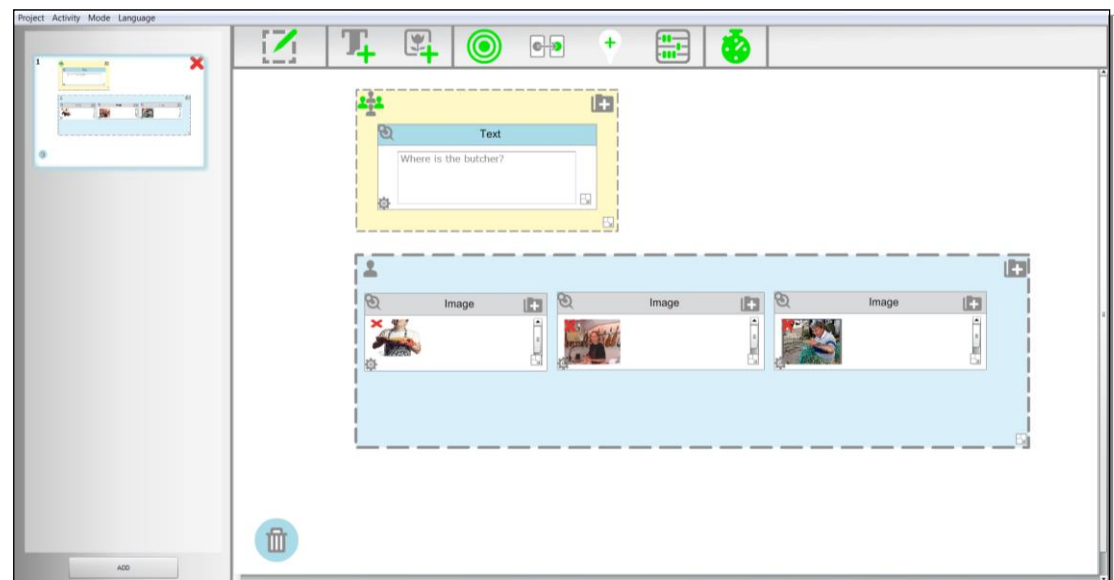 Project Activity Mode Language
1
Text
Where is the butcher?
Image Image Image
ADD